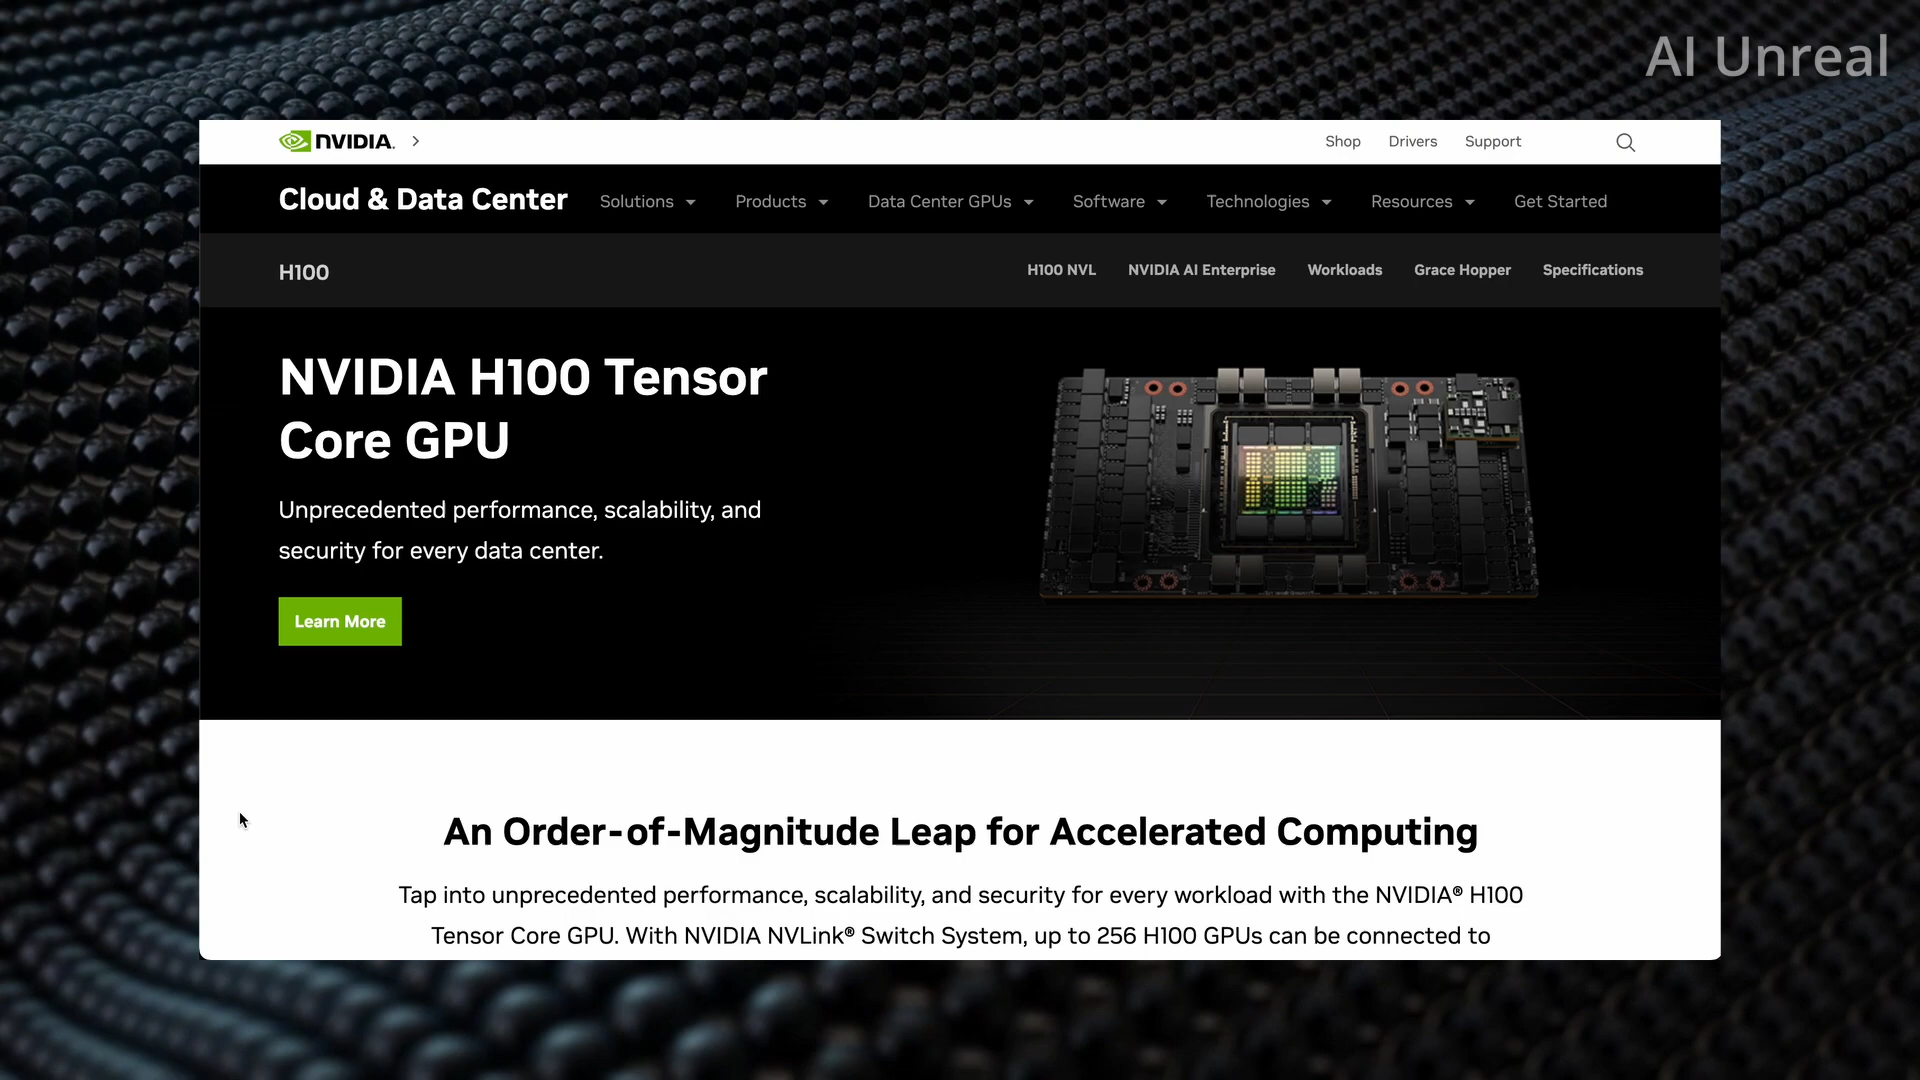 AI Unreal
NVIDIA.
Shop Drivers Support
Cloud & Data Center Solutions Products Data Center GPUs Software Technologies Resources Get Started
H100 H100 NVL NVIDIA AI Enterprise Workloads Grace Hopper Specifications
NVIDIA H100 Tensor
Core GPU
Unprecedented performance, scalability, and
security for every data center.
Learn More
An Order-of-Magnitude Leap for Accelerated Computing
Tap into unprecedented performance, scalability, and security for every workload with the NVIDIA® H100
Tensor Core GPU. With NVIDIA NVLink® Switch System, up to 256 H100 GPUs can be connected to